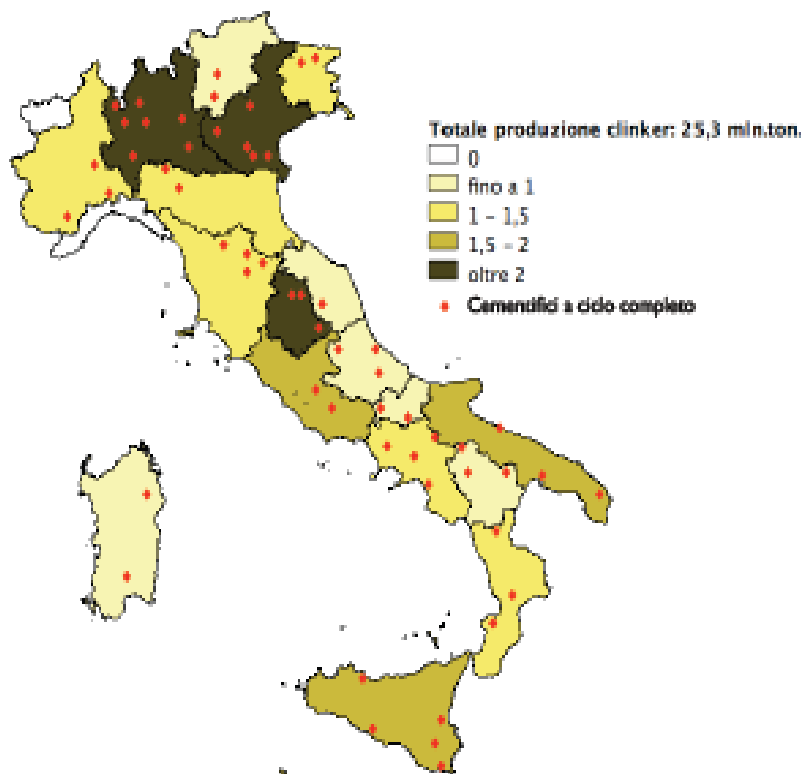 Totale produzione clinker: 25,3 mln.ton.
0
fino a 1
1 - 1,5
1,5 - 2
oltre 2
Cementifici a ciclo completo